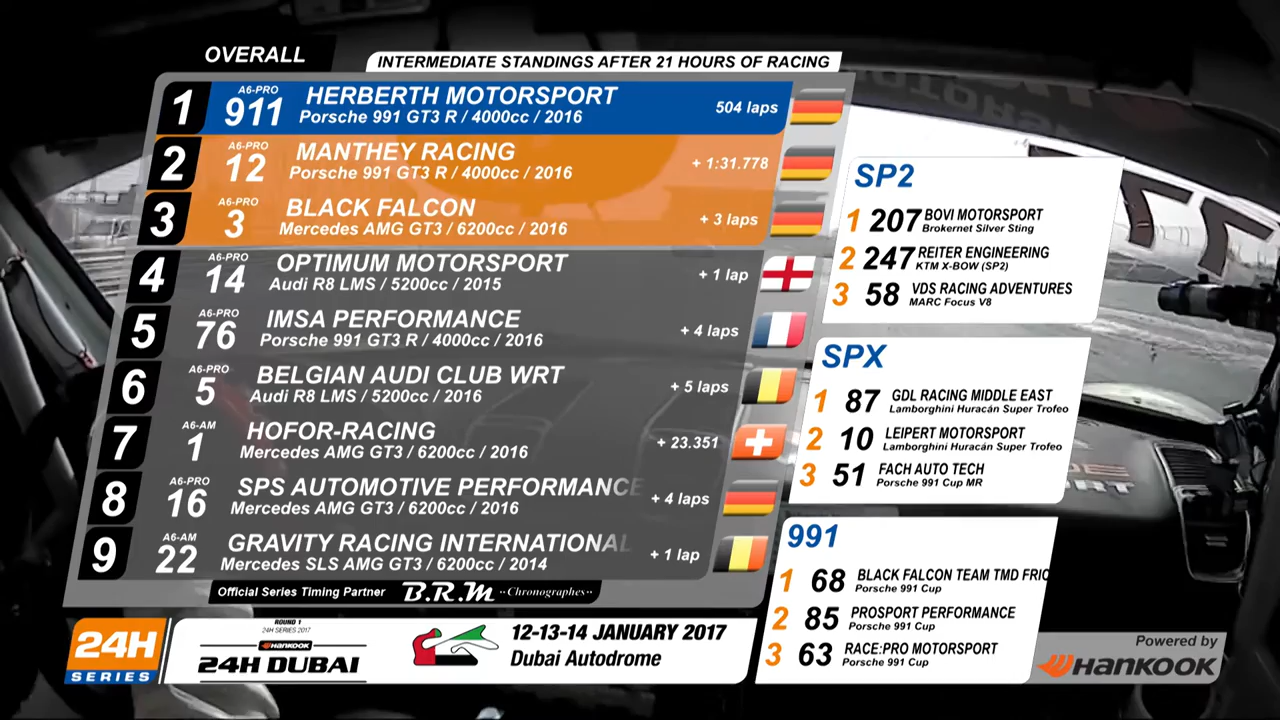 OVERALL
INTERMEDIATE STANDINGS AFTER 21 HOURS OF RACING
1 A6-PRO 911 HERBERTH MOTORSPORT 504 laps
Porsche 991 GT3 R / 4000cc / 2016
2 A6-PRO 12 MANTHEY RACING + 1:31.778
Porsche 991 GT3 R / 4000cc / 2016
3 A6-PRO 3 BLACK FALCON + 3 laps
Mercedes AMG GT3 / 6200cc / 2016
4 A6-PRO 14 OPTIMUM MOTORSPORT + 1 lap
Audi R8 LMS / 5200cc / 2015
5 A6-PRO 76 IMSA PERFORMANCE + 4 laps
Porsche 991 GT3 R / 4000cc / 2016
6 A6-PRO 5 BELGIAN AUDI CLUB WRT + 5 laps
Audi R8 LMS / 5200cc / 2016
7 A6-AM 1 HOFOR-RACING + 23.351
Mercedes AMG GT3 / 6200cc / 2016
8 A6-PRO 16 SPS AUTOMOTIVE PERFORMANCE + 4 laps
Mercedes AMG GT3 / 6200cc / 2016
9 A6-AM 22 GRAVITY RACING INTERNATIONAL + 1 lap
Mercedes SLS AMG GT3 / 6200cc / 2014
Official Series Timing Partner B.R.M Chronographes
SP2
1 207 BOVI MOTORSPORT
Brokernet Silver Sting
2 247 REITER ENGINEERING
KTM X-BOW (SP2)
3 58 VDS RACING ADVENTURES
MARC Focus V8
SPX
1 87 GDL RACING MIDDLE EAST
Lamborghini Huracán Super Trofeo
2 10 LEIPERT MOTORSPORT
Lamborghini Huracán Super Trofeo
3 51 FACH AUTO TECH
Porsche 991 Cup MR
991
1 68 BLACK FALCON TEAM TMD FRIC
Porsche 991 Cup
2 85 PROSPORT PERFORMANCE
Porsche 991 Cup
3 63 RACE:PRO MOTORSPORT
Porsche 991 Cup
24H
SERIES
ROUND 1
24H SERIES 2017
HANKOOK
24H DUBAI
12-13-14 JANUARY 2017
Dubai Autodrome
Powered by
HANKOOK